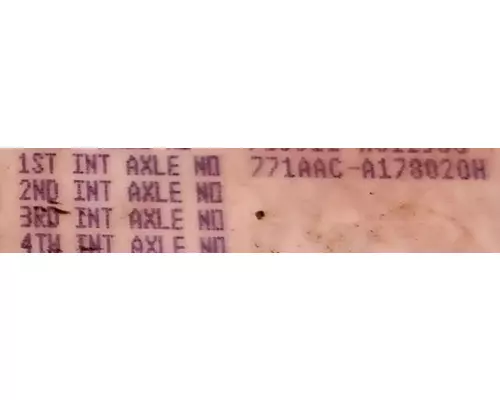 1ST INT AXLE NO 771AAC-A178020H
2ND INT AXLE NO
3RD INT AXLE NO
4TH INT AXLE NO